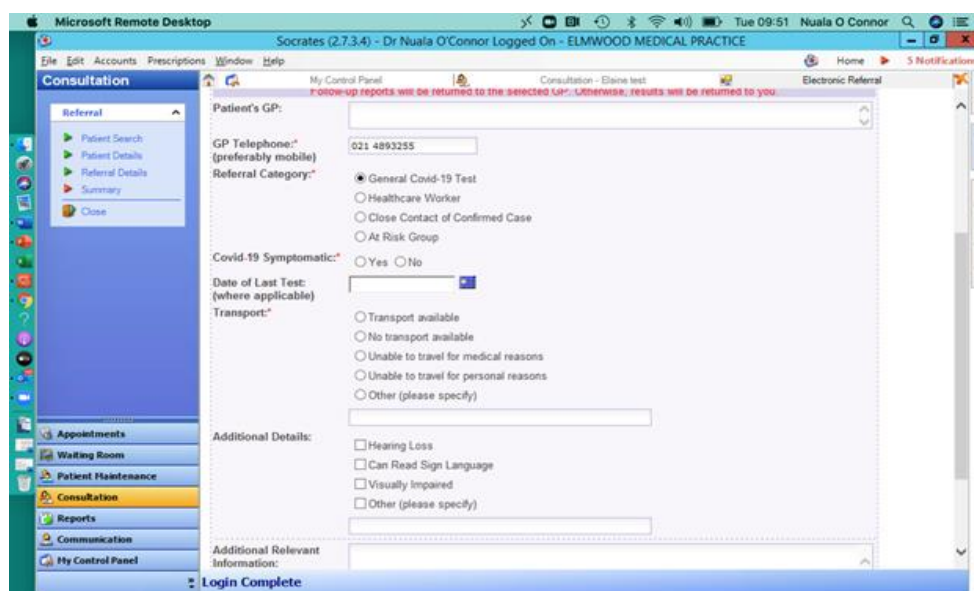 Microsoft Remote Desktop Tue 09:51 Nuala O Connor
Socrates (2.7.3.4) - Dr Nuala O'Connor Logged On - ELMWOOD MEDICAL PRACTICE
File Edit Accounts Prescriptions Window Help Home 5 Notification
Consultation My Control Panel Consultation - Elaine test Electronic Referral
Follow-up reports will be returned to the selected GP. Otherwise, results will be returned to you.
Referral
Patient Search
Patient Details
Referral Details
Summary
Close
Patient's GP:
GP Telephone:* 021 4893255
(preferably mobile)
Referral Category:*
General Covid-19 Test
Healthcare Worker
Close Contact of Confirmed Case
At Risk Group
Covid-19 Symptomatic:* Yes No
Date of Last Test:
(where applicable)
Transport:*
Transport available
No transport available
Unable to travel for medical reasons
Unable to travel for personal reasons
Other (please specify)
Additional Details:
Hearing Loss
Can Read Sign Language
Visually Impaired
Other (please specify)
Additional Relevant
Information:
Appointments
Waiting Room
Patient Maintenance
Consultation
Reports
Communication
My Control Panel
Login Complete